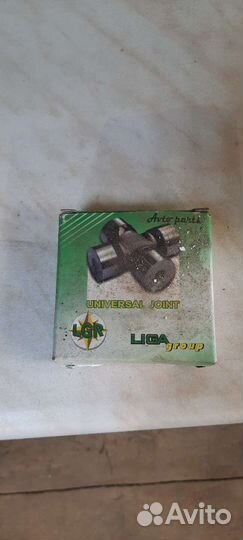 Avto parts
UNIVERSAL JOINT
LGR
LIGA
group
Avito